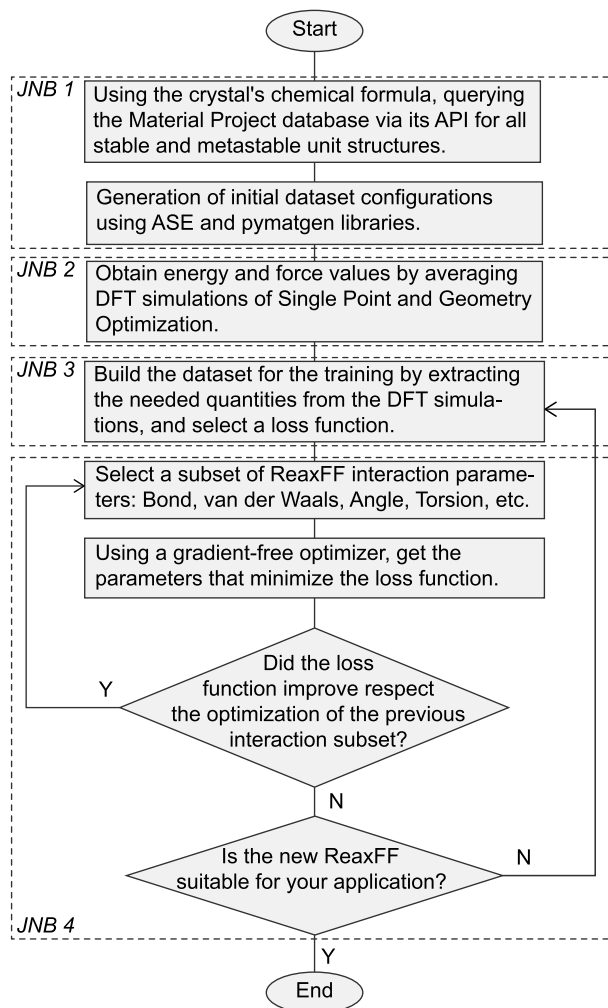 Start
JNB 1
Using the crystal's chemical formula, querying
the Material Project database via its API for all
stable and metastable unit structures.
Generation of initial dataset configurations
using ASE and pymatgen libraries.
JNB 2
Obtain energy and force values by averaging
DFT simulations of Single Point and Geometry
Optimization.
JNB 3
Build the dataset for the training by extracting
the needed quantities from the DFT simula-
tions, and select a loss function.
Select a subset of ReaxFF interaction parame-
ters: Bond, van der Waals, Angle, Torsion, etc.
Using a gradient-free optimizer, get the
parameters that minimize the loss function.
Did the loss
function improve respect
the optimization of the previous
interaction subset?
Y
N
Is the new ReaxFF
suitable for your application?
N
JNB 4
Y
End